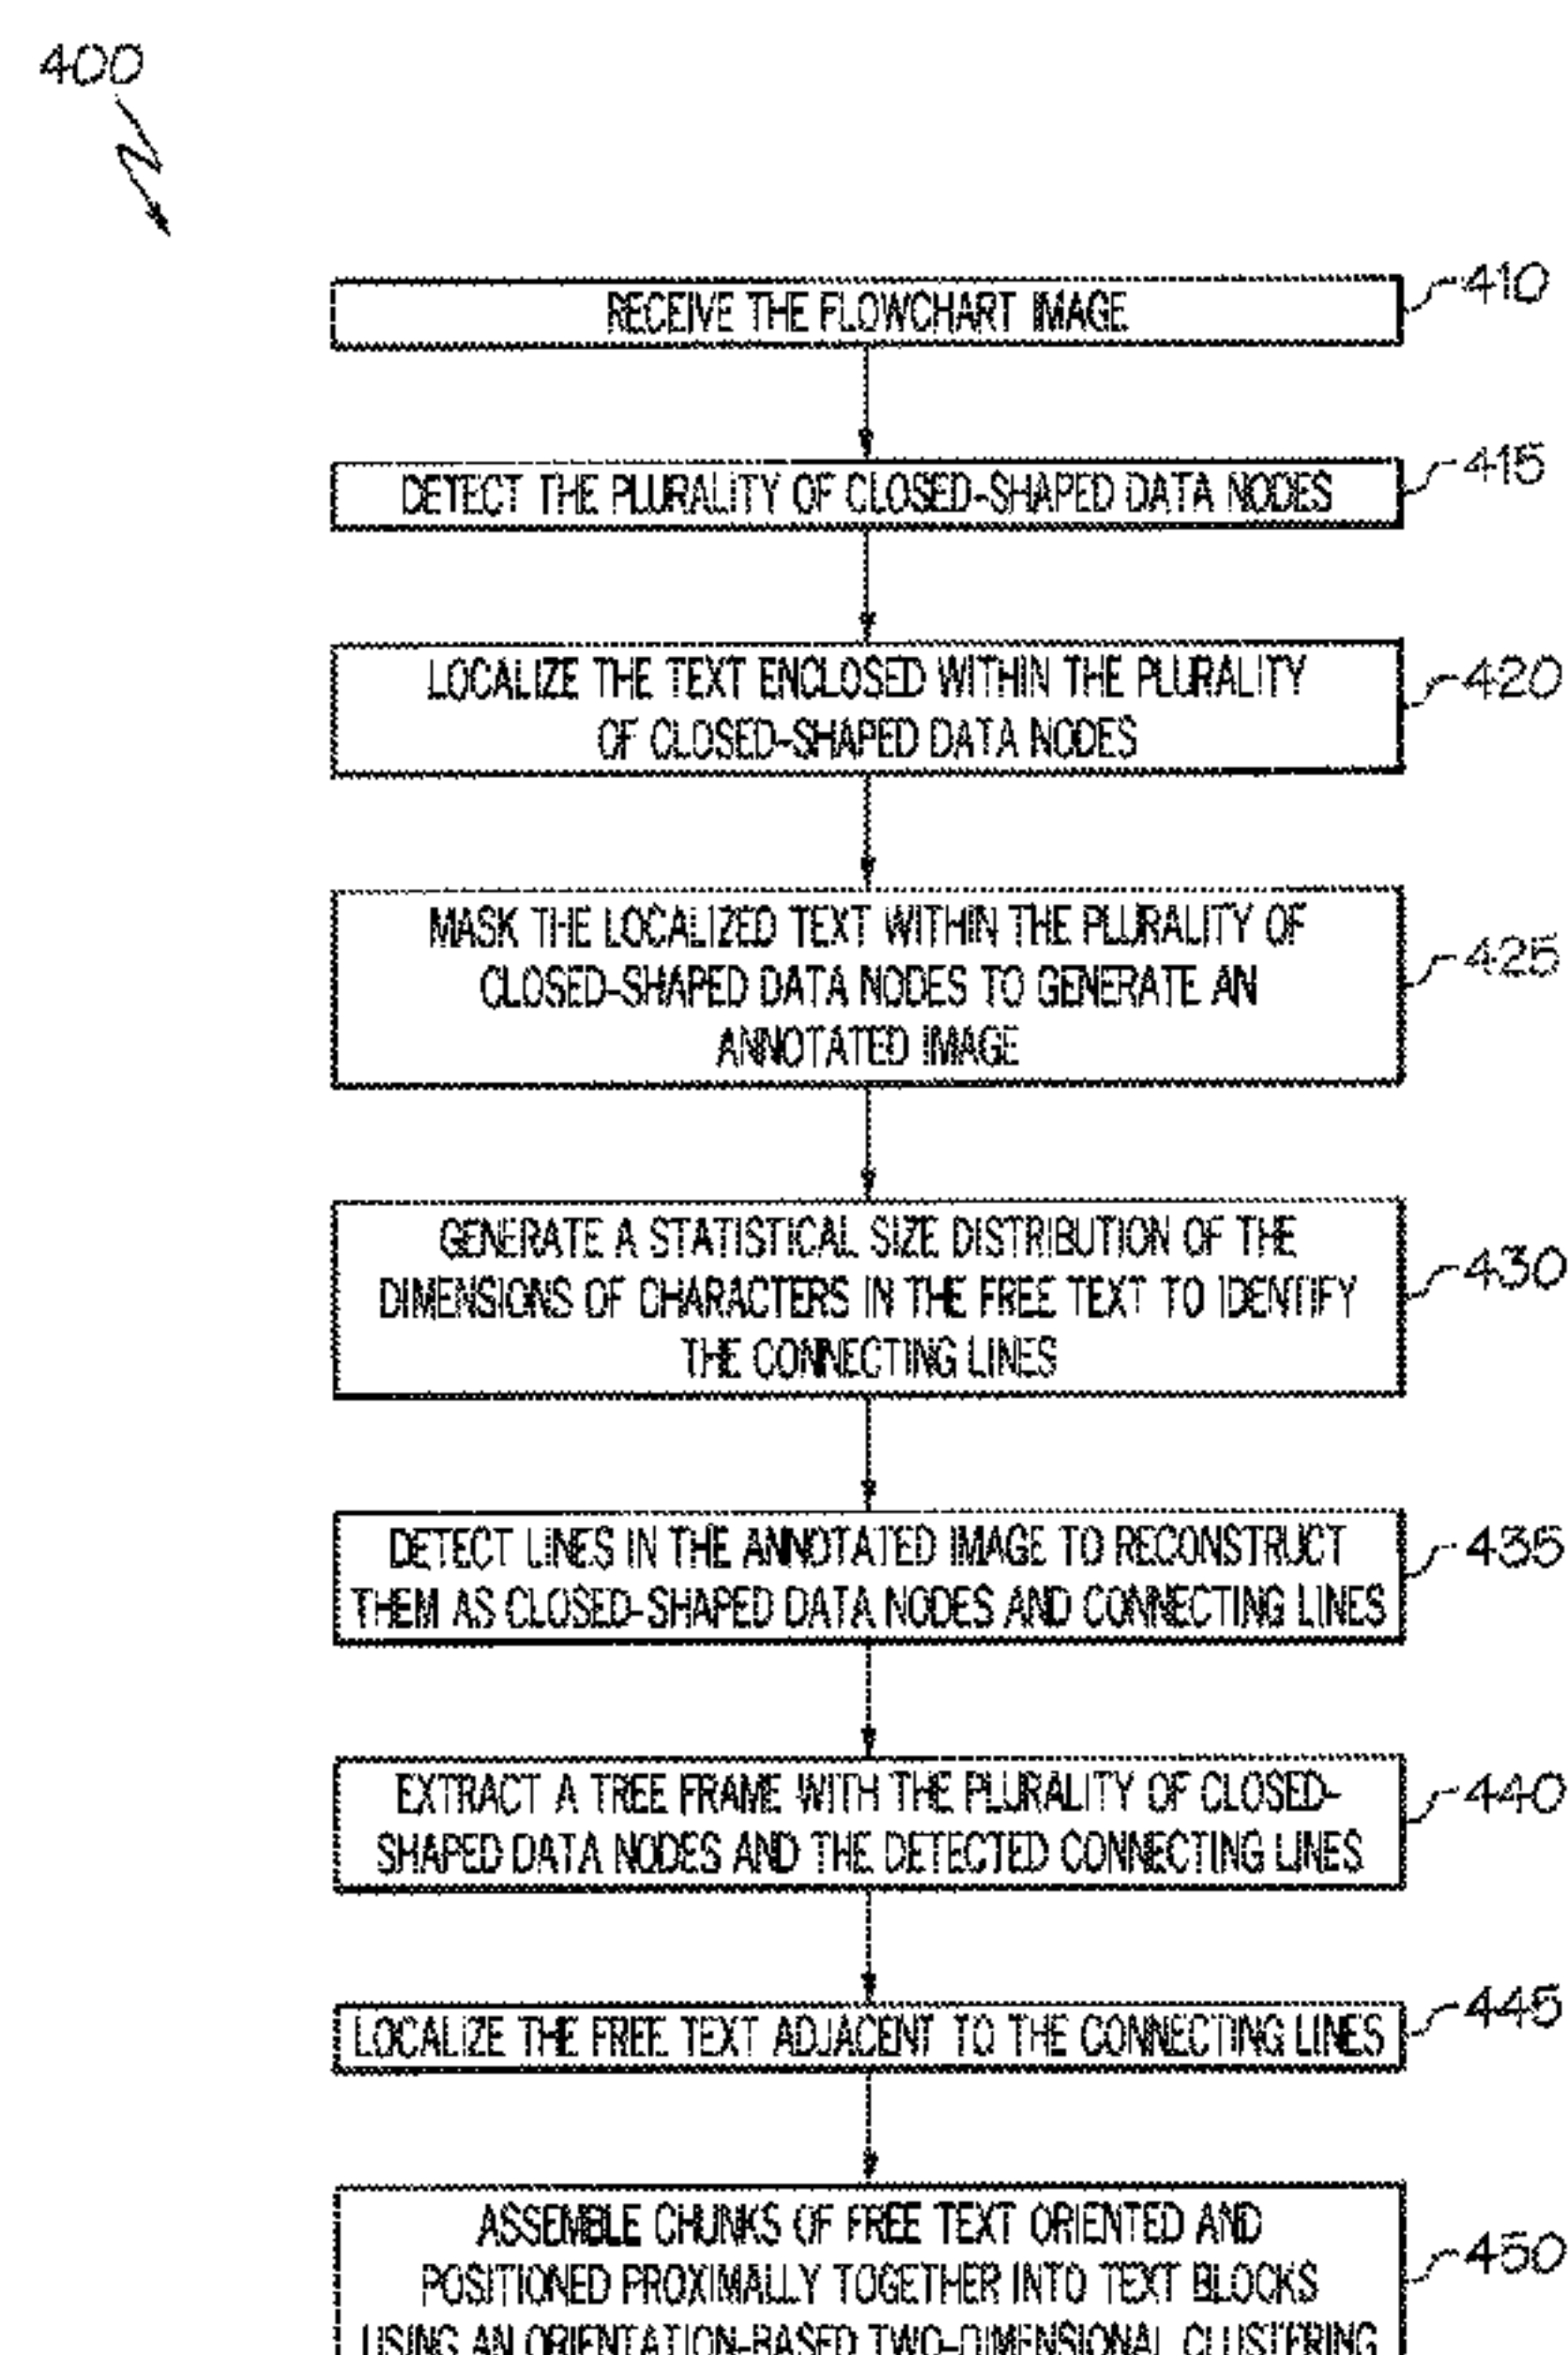 400
RECEIVE THE FLOWCHART IMAGE
410
DETECT THE PLURALITY OF CLOSED-SHAPED DATA NODES
415
LOCALIZE THE TEXT ENCLOSED WITHIN THE PLURALITY
OF CLOSED-SHAPED DATA NODES
420
MASK THE LOCALIZED TEXT WITHIN THE PLURALITY OF
CLOSED-SHAPED DATA NODES TO GENERATE AN
ANNOTATED IMAGE
425
GENERATE A STATISTICAL SIZE DISTRIBUTION OF THE
DIMENSIONS OF CHARACTERS IN THE FREE TEXT TO IDENTIFY
THE CONNECTING LINES
430
DETECT LINES IN THE ANNOTATED IMAGE TO RECONSTRUCT
THEM AS CLOSED-SHAPED DATA NODES AND CONNECTING LINES
435
EXTRACT A TREE FRAME WITH THE PLURALITY OF CLOSED-
SHAPED DATA NODES AND THE DETECTED CONNECTING LINES
440
LOCALIZE THE FREE TEXT ADJACENT TO THE CONNECTING LINES
445
ASSEMBLE CHUNKS OF FREE TEXT ORIENTED AND
POSITIONED PROXIMALLY TOGETHER INTO TEXT BLOCKS
USING AN ORIENTATION-BASED TWO-DIMENSIONAL CLUSTERING
450